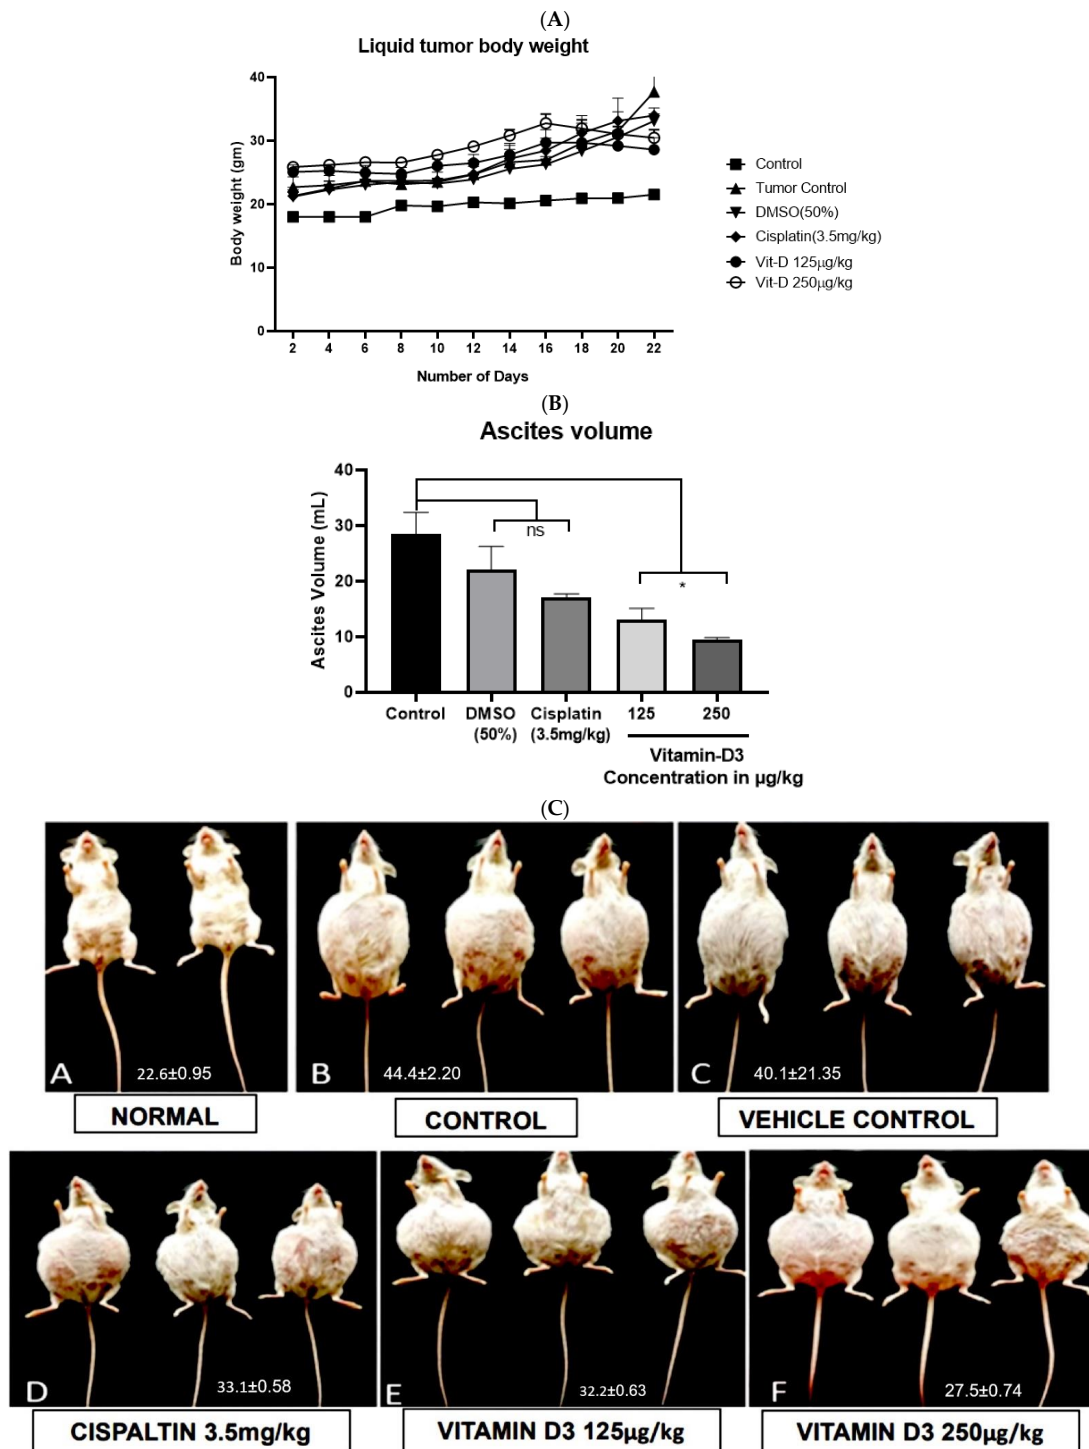 (A)
Liquid tumor body weight
40
30
20
10
0
Body weight (gm)
2 4 6 8 10 12 14 16 18 20 22
Number of Days
Control
Tumor Control
DMSO(50%)
Cisplatin(3.5mg/kg)
Vit-D 125µg/kg
Vit-D 250µg/kg
(B)
Ascites volume
40
30
20
10
0
Ascites Volume (mL)
ns
*
Control DMSO Cisplatin 125 250
(50%) (3.5mg/kg)
Vitamin-D3
Concentration in µg/kg
(C)
A 22.6±0.95
NORMAL
B 44.4±2.20
CONTROL
C 40.1±21.35
VEHICLE CONTROL
D 33.1±0.58
CISPALTIN 3.5mg/kg
E 32.2±0.63
VITAMIN D3 125µg/kg
F 27.5±0.74
VITAMIN D3 250µg/kg